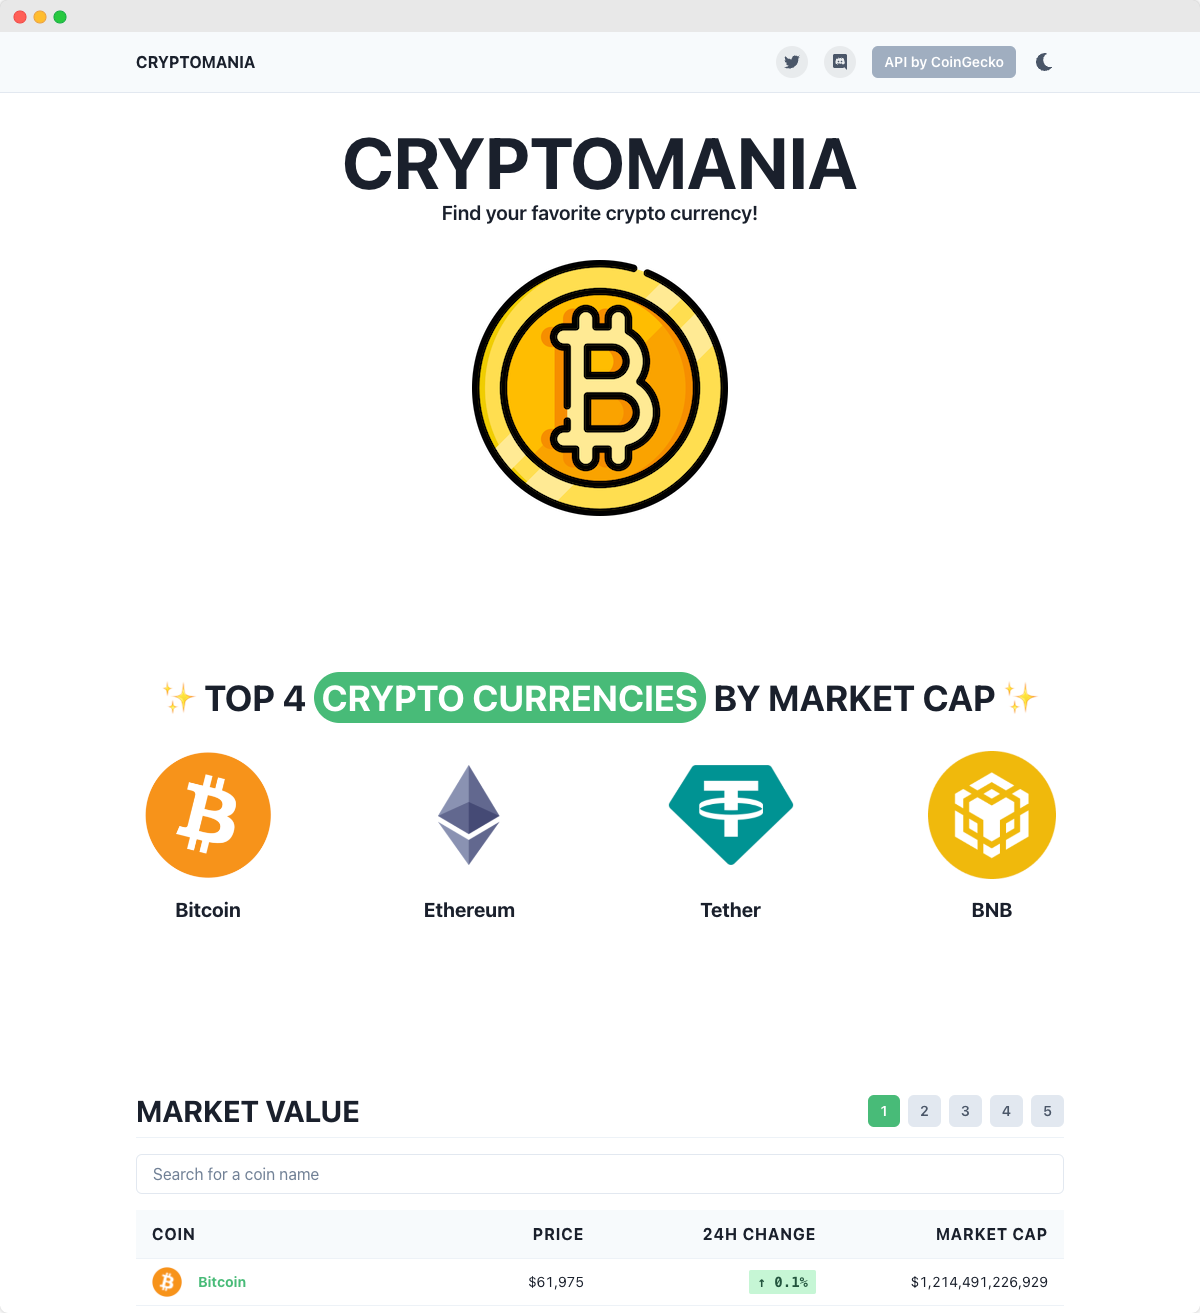 CRYPTOMANIA
API by CoinGecko
CRYPTOMANIA
Find your favorite crypto currency!
✨ TOP 4 CRYPTO CURRENCIES BY MARKET CAP ✨
Bitcoin Ethereum Tether BNB
MARKET VALUE 1 2 3 4 5
Search for a coin name
COIN PRICE 24H CHANGE MARKET CAP
Bitcoin $61,975 ↑ 0.1% $1,214,491,226,929